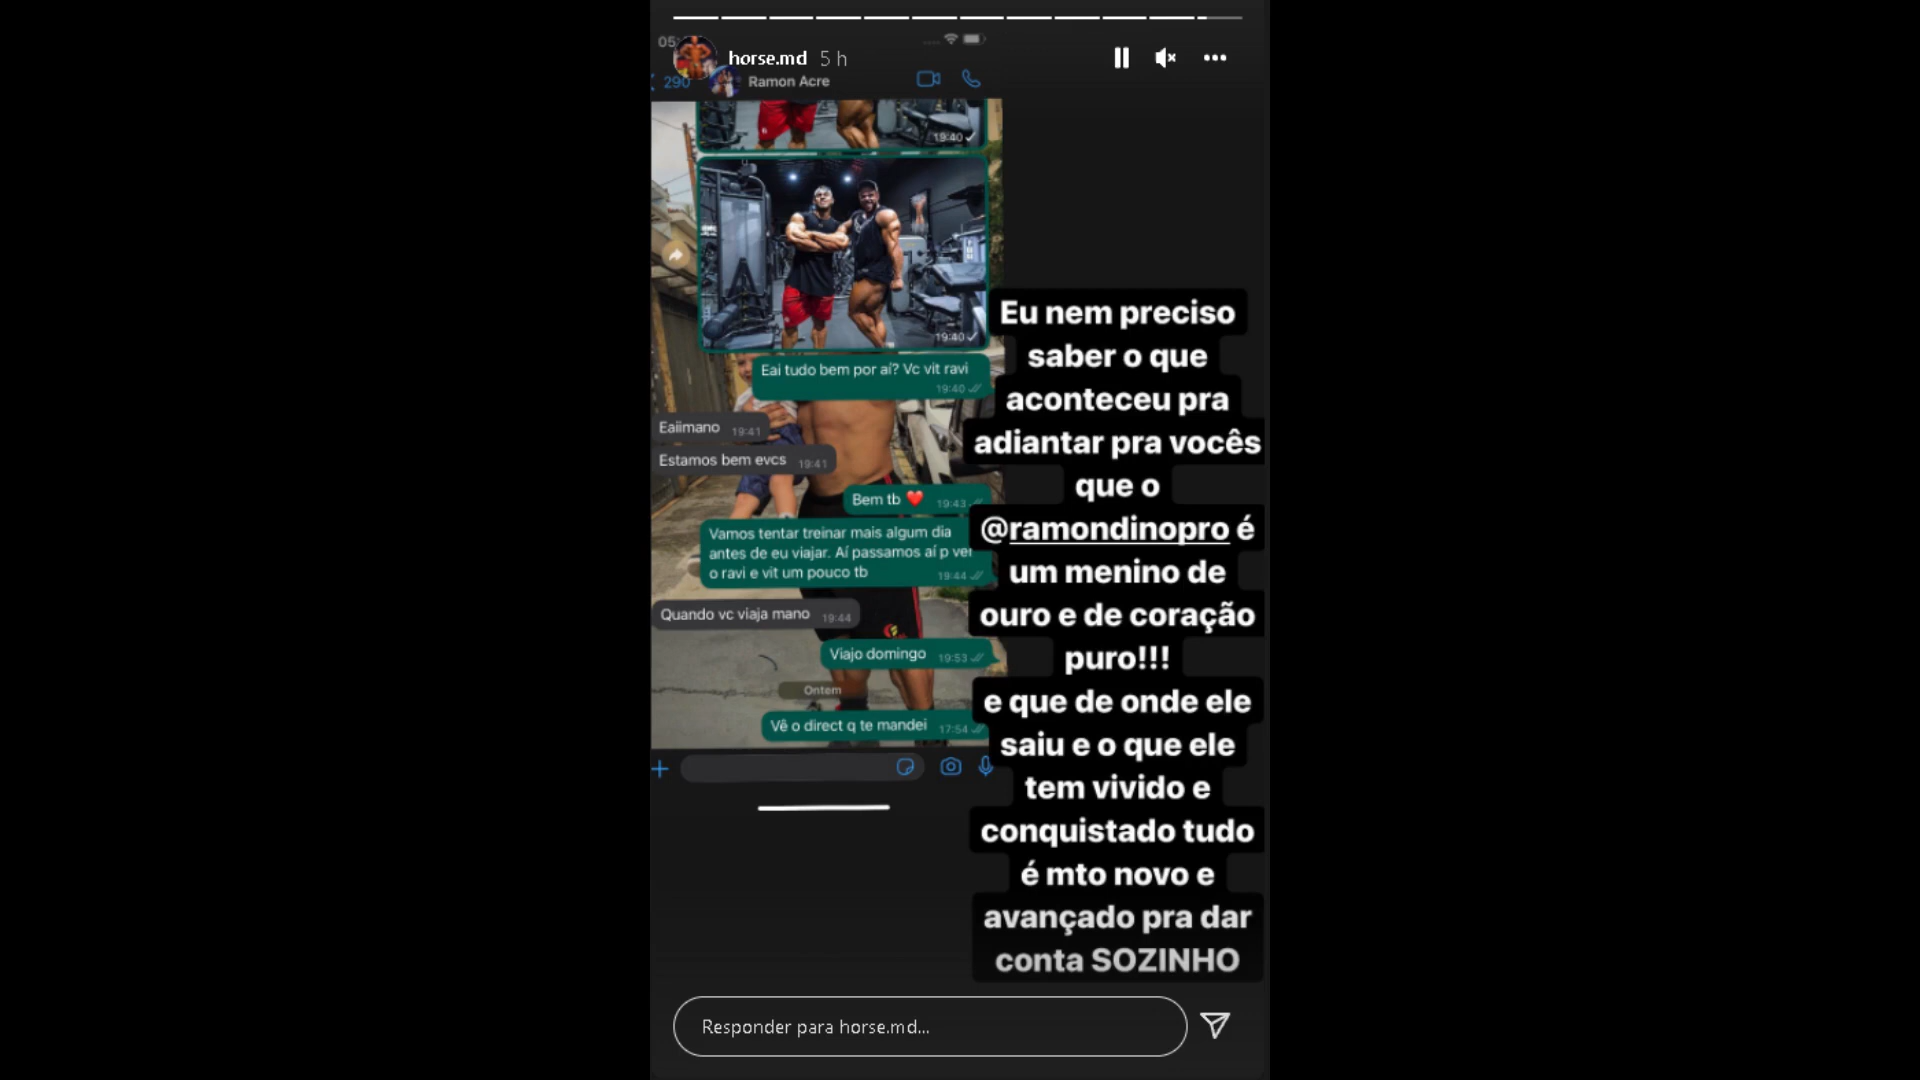 05:
horse.md 5 h
290
Ramon Acre
19:40
19:40
Eai tudo bem por aí? Vc vit ravi
19:40
Eaiimano 19:41
Estamos bem evcs 19:41
Bem tb ❤️ 19:43
Vamos tentar treinar mais algum dia
antes de eu viajar. Aí passamos aí p ver
o ravi e vit um pouco tb 19:44
Quando vc viaja mano 19:44
Viajo domingo 19:53
Ontem
Vê o direct q te mandei 17:54
Eu nem preciso
saber o que
aconteceu pra
adiantar pra vocês
que o
@ramondinopro é
um menino de
ouro e de coração
puro!!!
e que de onde ele
saiu e o que ele
tem vivido e
conquistado tudo
é mto novo e
avançado pra dar
conta SOZINHO
Responder para horse.md...